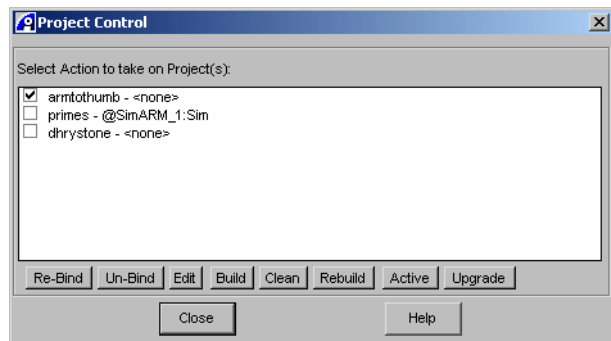 Project Control
Select Action to take on Project(s):
armtothumb - <none>
primes - @SimARM_1:Sim
dhrystone - <none>
Re-Bind Un-Bind Edit Build Clean Rebuild Active Upgrade
Close Help